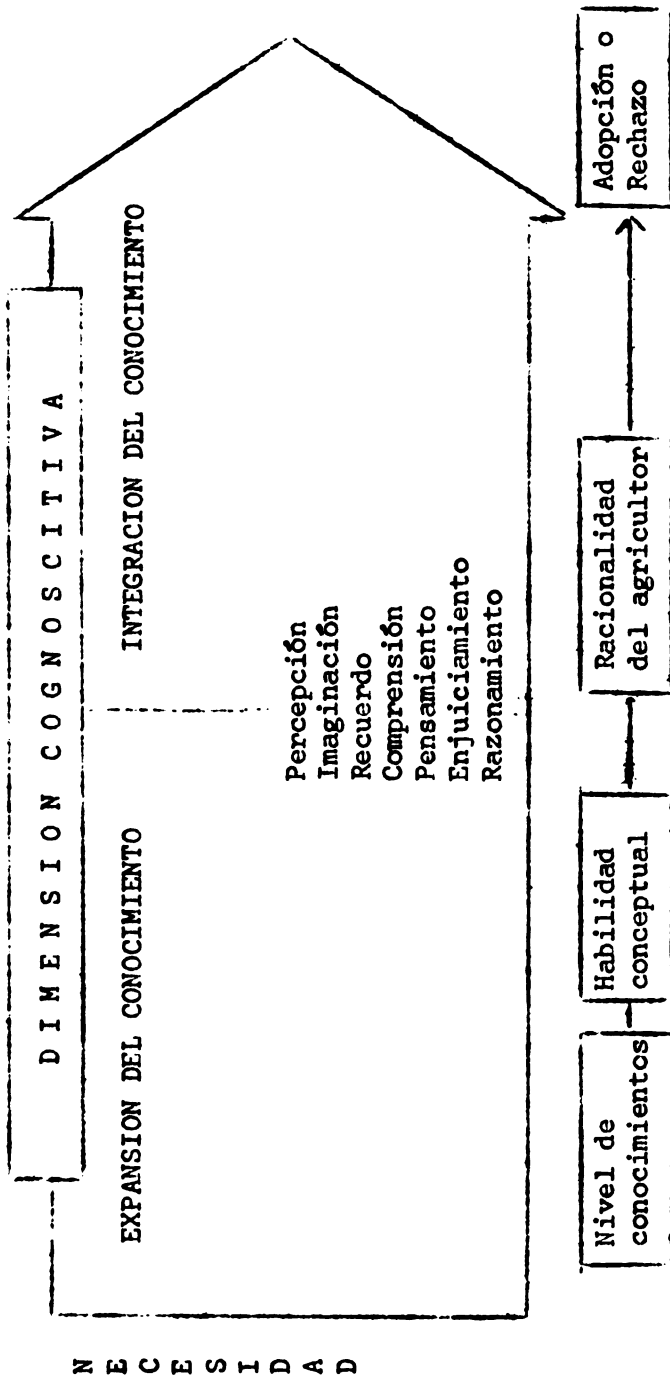 DIMENSION COGNOSCITIVA
EXPANSION DEL CONOCIMIENTO
INTEGRACION DEL CONOCIMIENTO
NECESIDAD
Percepción
Imaginación
Recuerdo
Comprensión
Pensamiento
Enjuiciamiento
Razonamiento
Nivel de
conocimientos
Habilidad
conceptual
Racionalidad
del agricultor
Adopción o
Rechazo